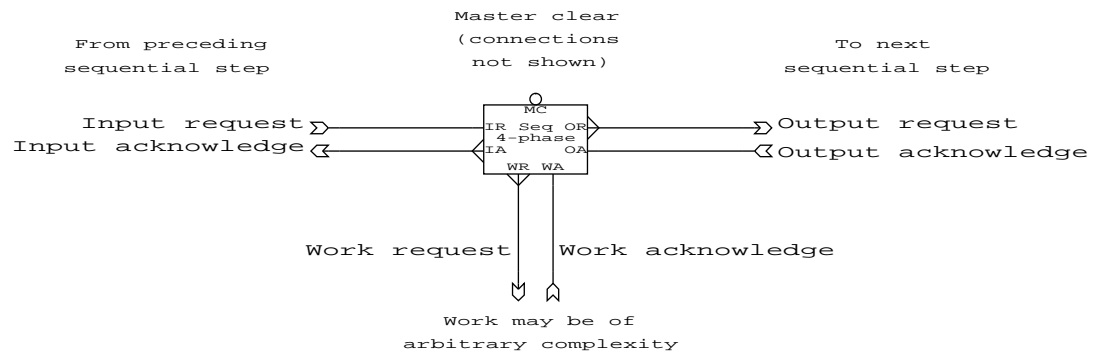 Master clear
(connections
not shown)
From preceding
sequential step
To next
sequential step
MC
Input request
IR Seq OR
Output request
4-phase
Input acknowledge
IA
OA
Output acknowledge
WR WA
Work request
Work acknowledge
Work may be of
arbitrary complexity